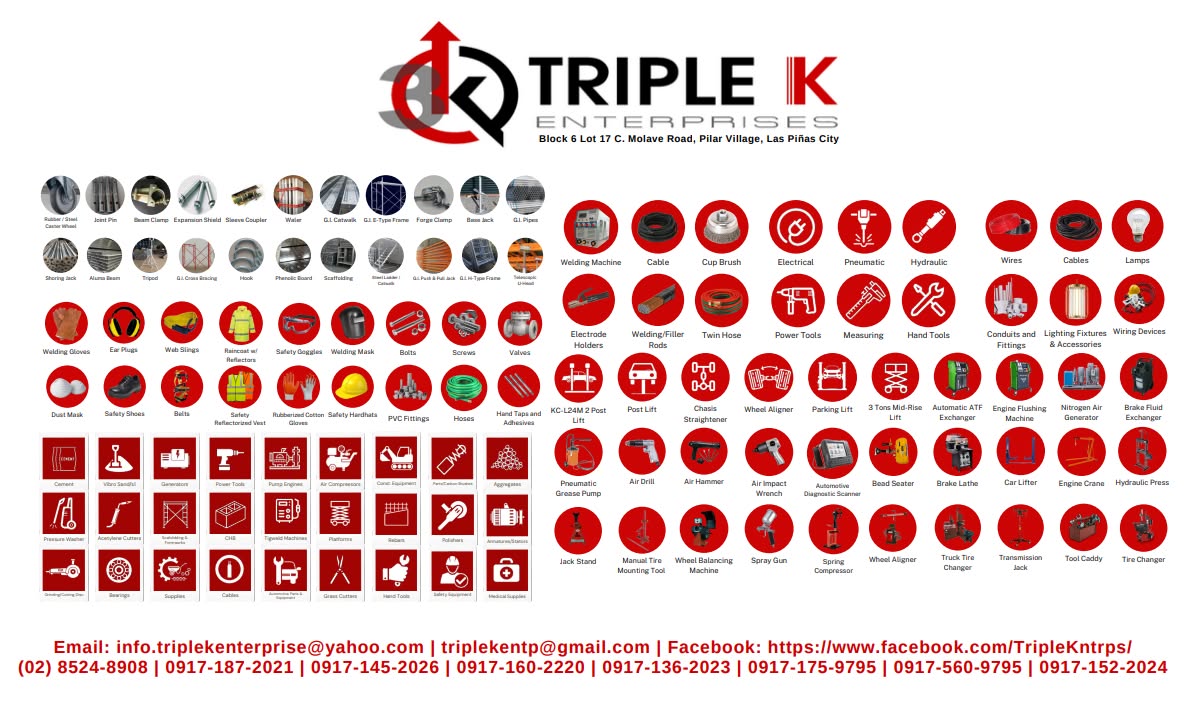 3K
TRIPLE K
ENTERPRISES
Block 6 Lot 17 C. Molave Road, Pilar Village, Las Piñas City
Rubber / Steel
Caster Wheel
Joint Pin
Beam Clamp
Expansion Shield
Sleeve Coupler
Waler
G.I. Catwalk
G.I. E-Type Frame
Forge Clamp
Base Jack
G.I. Pipes
Shoring Jack
Aluma Beam
Tripod
G.I. Cross Bracing
Hook
Phenolic Board
Scaffolding
Steel Ladder /
Catwalk
G.I. Push & Pull Jack
G.I. H-Type Frame
Telescopic
U-Head
Welding Gloves
Ear Plugs
Web Slings
Raincoat w/
Reflectors
Safety Goggles
Welding Mask
Bolts
Screws
Valves
Dust Mask
Safety Shoes
Belts
Safety
Reflectorized Vest
Rubberized Cotton
Gloves
Safety Hardhats
PVC Fittings
Hoses
Hand Taps and
Adhesives
CEMENT
Cement
Vibro Sandful
Generators
Power Tools
Pump Engines
Air Compressors
Const. Equipment
Parts/Carbon Brushes
Aggregates
Pressure Washer
Acetylene Cutters
Scaffolding &
Formworks
CHB
Tigweld Machines
Platforms
Rebars
Polishers
Armatures/Stators
Grinding/Cutting Disc
Bearings
Supplies
Cables
Automotive Parts &
Equipment
Grass Cutters
Hand Tools
Safety Equipment
Medical Supplies
Welding Machine
Cable
Cup Brush
Electrical
Pneumatic
Hydraulic
Wires
Cables
Lamps
Electrode
Holders
Welding/Filler
Rods
Twin Hose
Power Tools
Measuring
Hand Tools
Conduits and
Fittings
Lighting Fixtures
& Accessories
Wiring Devices
KC-L24M 2 Post
Lift
Post Lift
Chasis
Straightener
Wheel Aligner
Parking Lift
3 Tons Mid-Rise
Lift
Automatic ATF
Exchanger
Engine Flushing
Machine
Nitrogen Air
Generator
Brake Fluid
Exchanger
Pneumatic
Grease Pump
Air Drill
Air Hammer
Air Impact
Wrench
Automotive
Diagnostic Scanner
Bead Seater
Brake Lathe
Car Lifter
Engine Crane
Hydraulic Press
Jack Stand
Manual Tire
Mounting Tool
Wheel Balancing
Machine
Spray Gun
Spring
Compressor
Wheel Aligner
Truck Tire
Changer
Transmission
Jack
Tool Caddy
Tire Changer
Email: info.triplekenterprise@yahoo.com | triplekentp@gmail.com | Facebook: https://www.facebook.com/TripleKntrps/
(02) 8524-8908 | 0917-187-2021 | 0917-145-2026 | 0917-160-2220 | 0917-136-2023 | 0917-175-9795 | 0917-560-9795 | 0917-152-2024